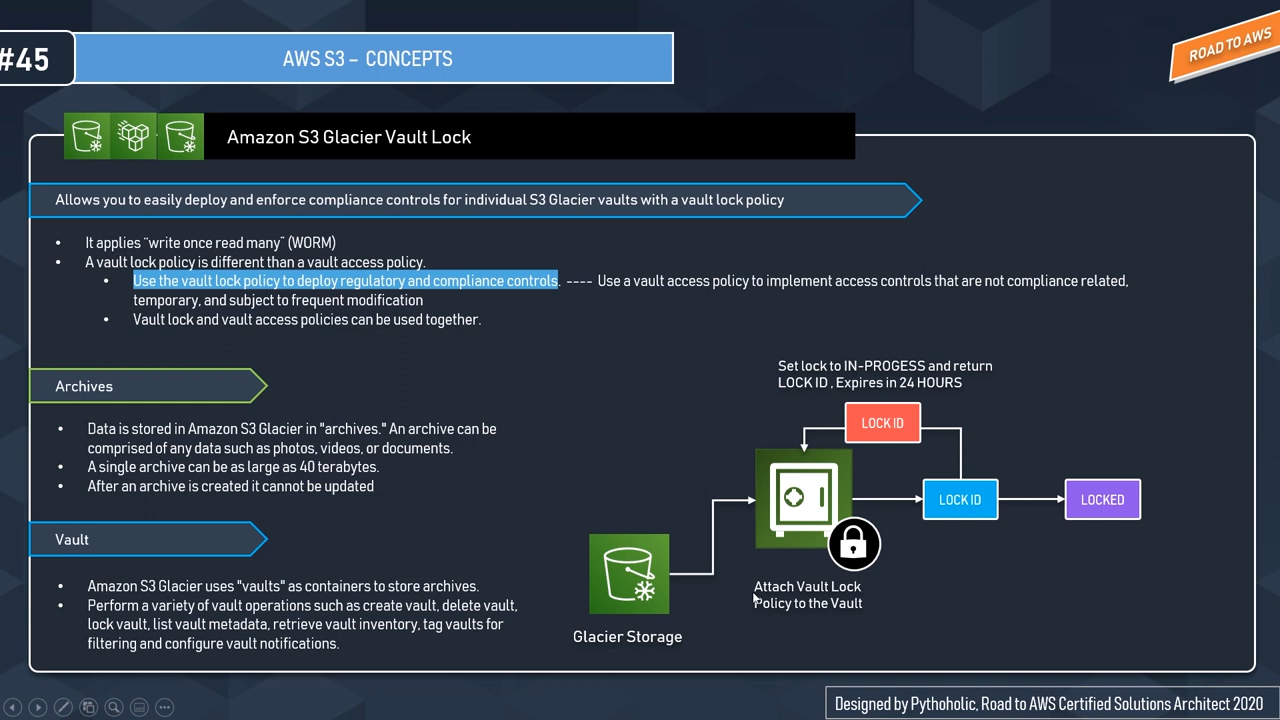 #45
AWS S3 – CONCEPTS
ROAD TO AWS
Amazon S3 Glacier Vault Lock
Allows you to easily deploy and enforce compliance controls for individual S3 Glacier vaults with a vault lock policy
• It applies "write once read many" (WORM)
• A vault lock policy is different than a vault access policy.
• Use the vault lock policy to deploy regulatory and compliance controls. ---- Use a vault access policy to implement access controls that are not compliance related,
temporary, and subject to frequent modification
• Vault lock and vault access policies can be used together.
Archives
• Data is stored in Amazon S3 Glacier in "archives." An archive can be
comprised of any data such as photos, videos, or documents.
• A single archive can be as large as 40 terabytes.
• After an archive is created it cannot be updated
Vault
• Amazon S3 Glacier uses "vaults" as containers to store archives.
• Perform a variety of vault operations such as create vault, delete vault,
lock vault, list vault metadata, retrieve vault inventory, tag vaults for
filtering and configure vault notifications.
Set lock to IN-PROGESS and return
LOCK ID , Expires in 24 HOURS
LOCK ID
LOCK ID
LOCKED
Attach Vault Lock
Policy to the Vault
Glacier Storage
Designed by Pythoholic, Road to AWS Certified Solutions Architect 2020